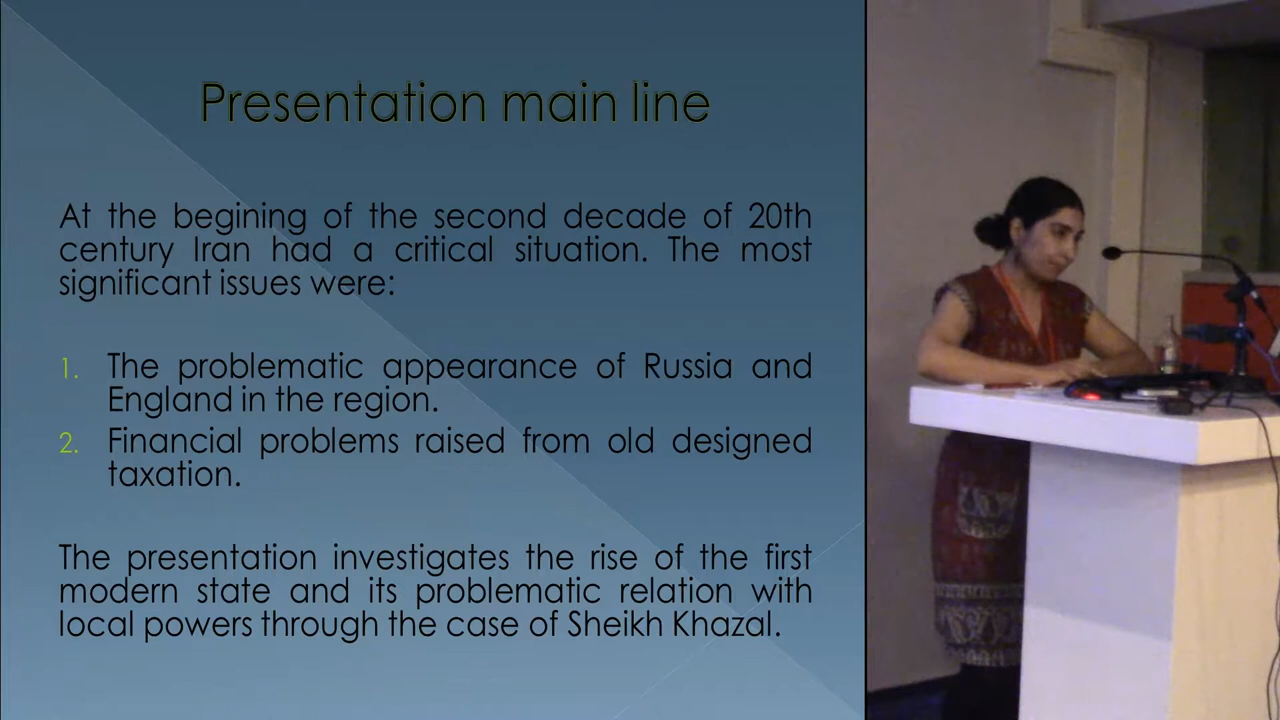 Presentation main line
At the begining of the second decade of 20th
century Iran had a critical situation. The most
significant issues were:
1. The problematic appearance of Russia and
England in the region.
2. Financial problems raised from old designed
taxation.
The presentation investigates the rise of the first
modern state and its problematic relation with
local powers through the case of Sheikh Khazal.